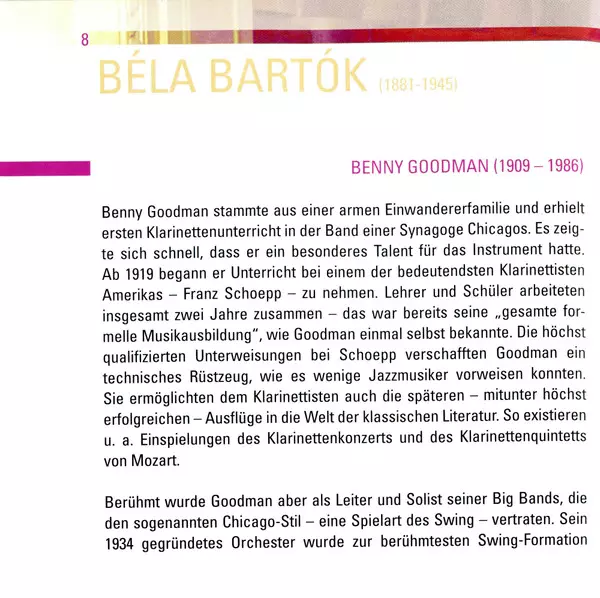 8
BÉLA BARTÓK (1881-1945)
BENNY GOODMAN (1909 – 1986)
Benny Goodman stammte aus einer armen Einwandererfamilie und erhielt
ersten Klarinettenunterricht in der Band einer Synagoge Chicagos. Es zeig-
te sich schnell, dass er ein besonderes Talent für das Instrument hatte.
Ab 1919 begann er Unterricht bei einem der bedeutendsten Klarinettisten
Amerikas – Franz Schoepp – zu nehmen. Lehrer und Schüler arbeiteten
insgesamt zwei Jahre zusammen – das war bereits seine „gesamte for-
melle Musikausbildung“, wie Goodman einmal selbst bekannte. Die höchst
qualifizierten Unterweisungen bei Schoepp verschafften Goodman ein
technisches Rüstzeug, wie es wenige Jazzmusiker vorweisen konnten.
Sie ermöglichten dem Klarinettisten auch die späteren – mitunter höchst
erfolgreichen – Ausflüge in die Welt der klassischen Literatur. So existieren
u. a. Einspielungen des Klarinettenkonzerts und des Klarinettenquintetts
von Mozart.
Berühmt wurde Goodman aber als Leiter und Solist seiner Big Bands, die
den sogenannten Chicago-Stil – eine Spielart des Swing – vertraten. Sein
1934 gegründetes Orchester wurde zur berühmtesten Swing-Formation